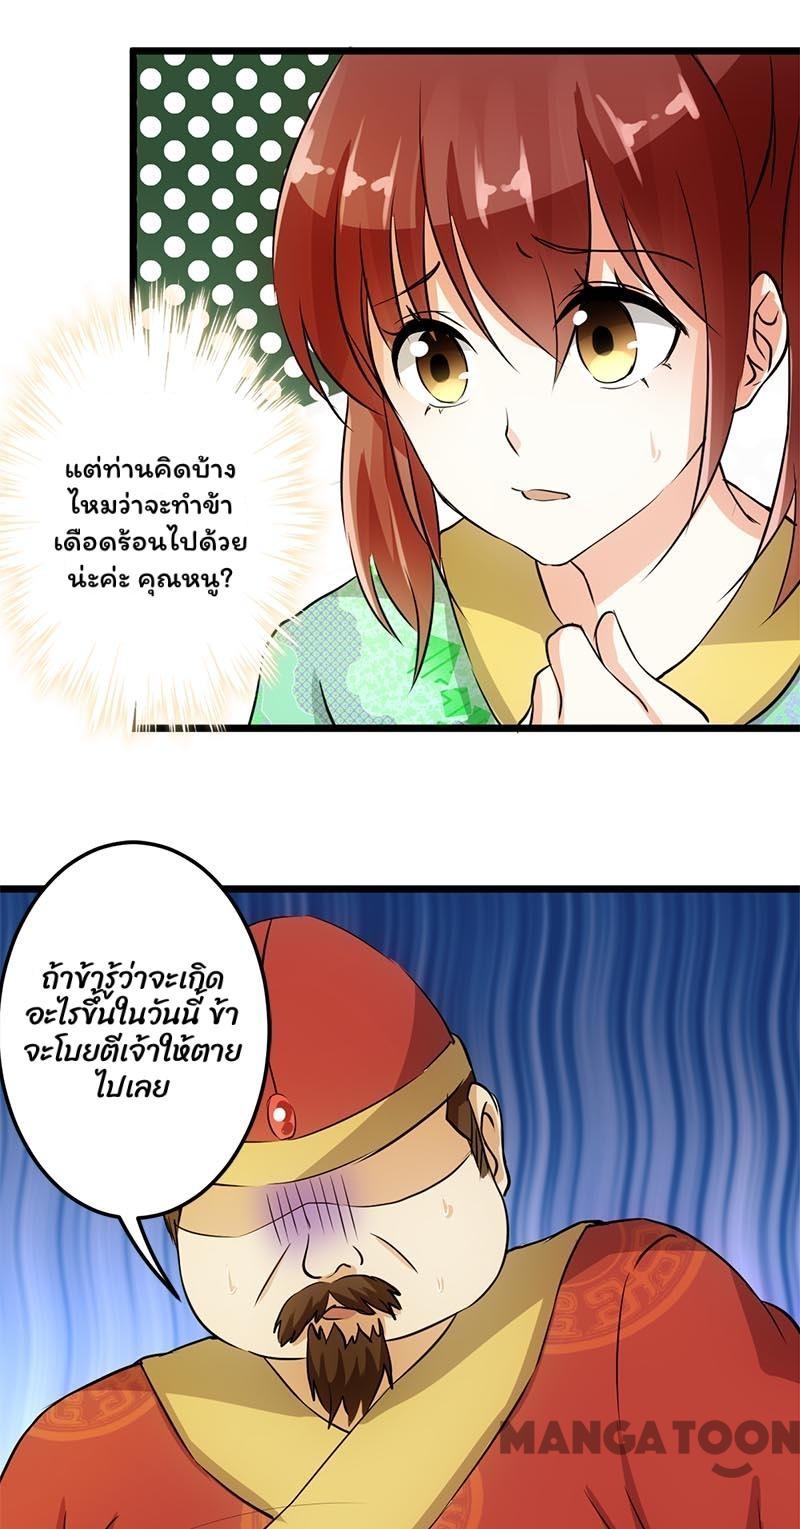 แต่ท่านคิดบ้าง
ไหมว่าจะทำข้า
เดือดร้อนไปด้วย
น่ะค่ะ คุณหนู?
ถ้าข้ารู้ว่าจะเกิด
อะไรขึ้นในวันนี้ ข้า
จะโบยตีเจ้าให้ตาย
ไปเลย
MANGATOON